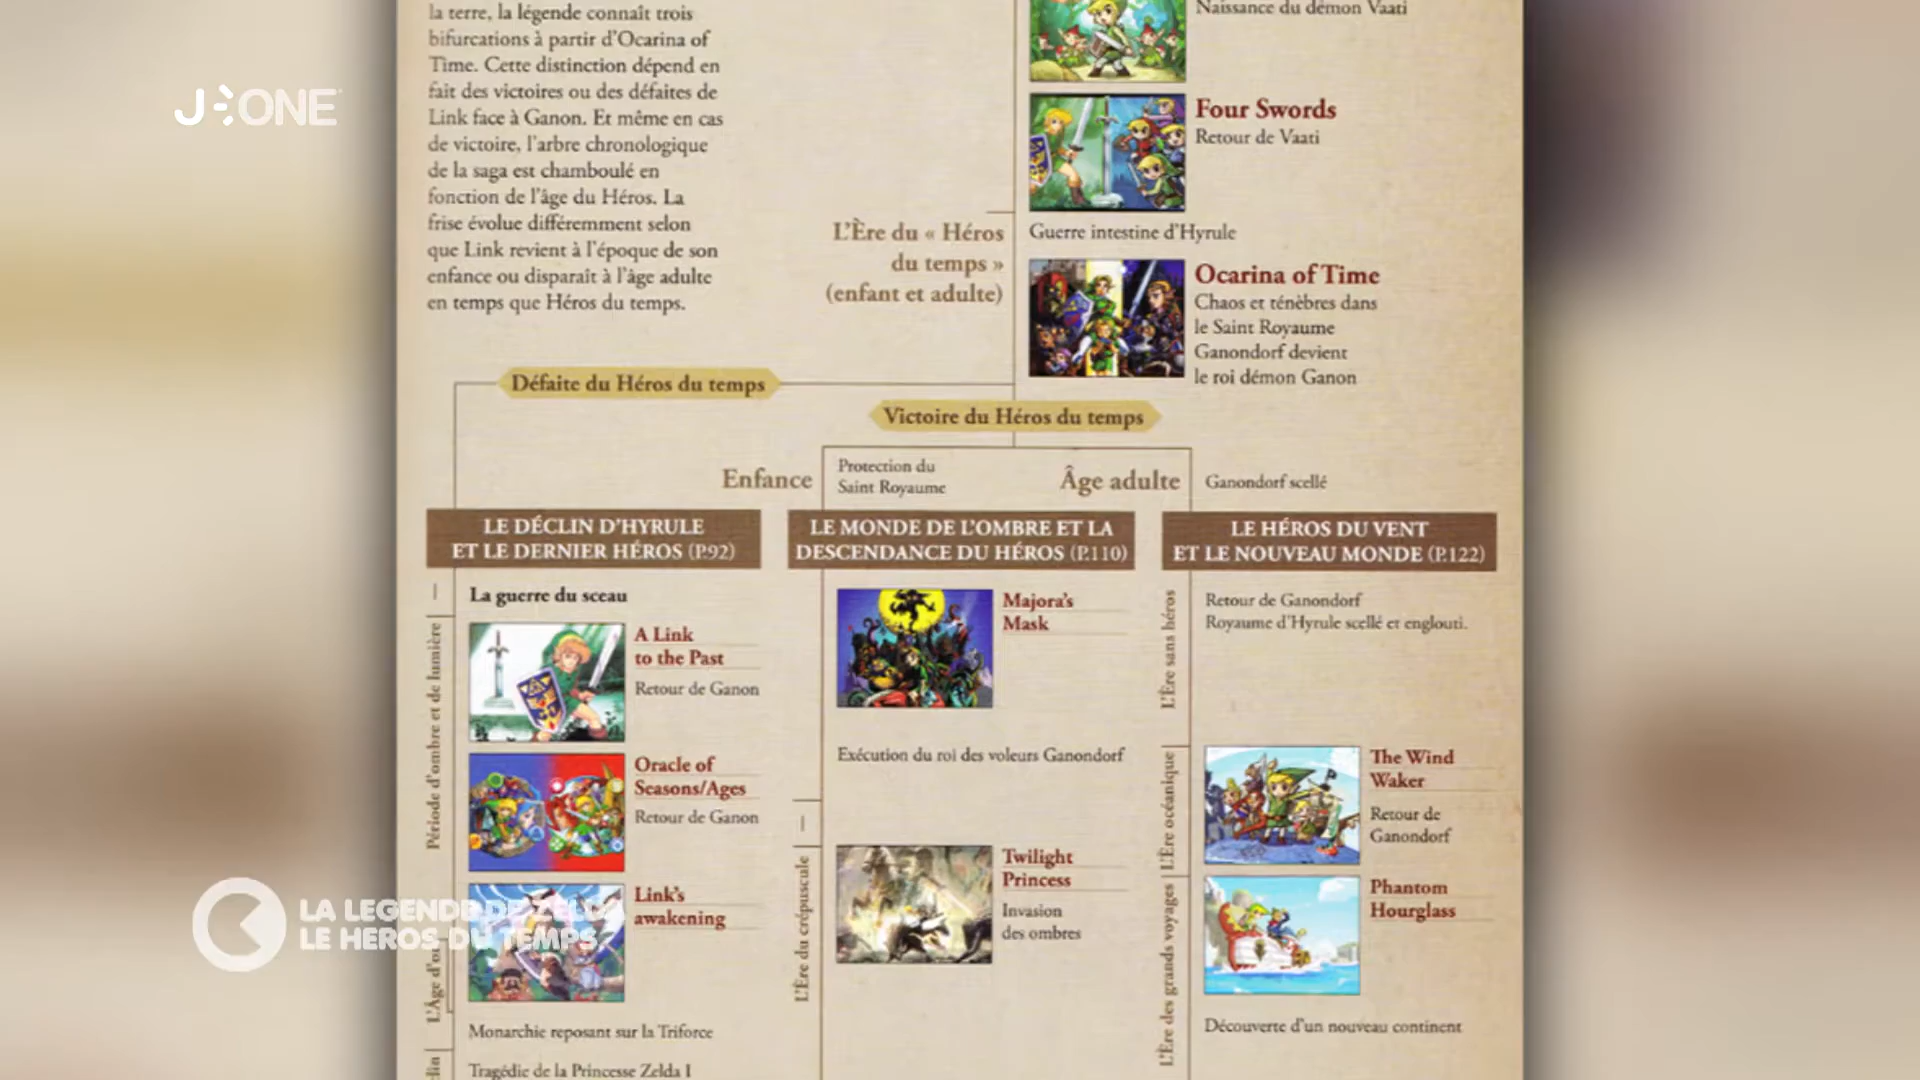 la terre, la légende connaît trois
bifurcations à partir d'Ocarina of
Time. Cette distinction dépend en
fait des victoires ou des défaites de
Link face à Ganon. Et même en cas
de victoire, l'arbre chronologique
de la saga est chamboulé en
fonction de l'âge du Héros. La
frise évolue différemment selon
que Link revient à l'époque de son
enfance ou disparaît à l'âge adulte
en temps que Héros du temps.
J-ONE
Naissance du démon Vaati
Four Swords
Retour de Vaati
L'Ère du « Héros
du temps »
(enfant et adulte)
Guerre intestine d'Hyrule
Ocarina of Time
Chaos et ténèbres dans
le Saint Royaume
Ganondorf devient
le roi démon Ganon
Défaite du Héros du temps
Victoire du Héros du temps
Enfance
Protection du
Saint Royaume
Âge adulte
Ganondorf scellé
LE DÉCLIN D'HYRULE
ET LE DERNIER HÉROS (P.92)
LE MONDE DE L'OMBRE ET LA
DESCENDANCE DU HÉROS (P.110)
LE HÉROS DU VENT
ET LE NOUVEAU MONDE (P.122)
La guerre du sceau
Période d'ombre et de lumière
A Link
to the Past
Retour de Ganon
Oracle of
Seasons/Ages
Retour de Ganon
Link's
awakening
L'Âge d'or
Monarchie reposant sur la Triforce
Tragédie de la Princesse Zelda I
Majora's
Mask
Exécution du roi des voleurs Ganondorf
L'Ère du crépuscule
Twilight
Princess
Invasion
des ombres
L'Ère sans héros
Retour de Ganondorf
Royaume d'Hyrule scellé et englouti.
L'Ère océanique
The Wind
Waker
Retour de
Ganondorf
L'Ère des grands voyages
Phantom
Hourglass
Découverte d'un nouveau continent
LA LEGENDE DE ZELDA
LE HEROS DU TEMPS